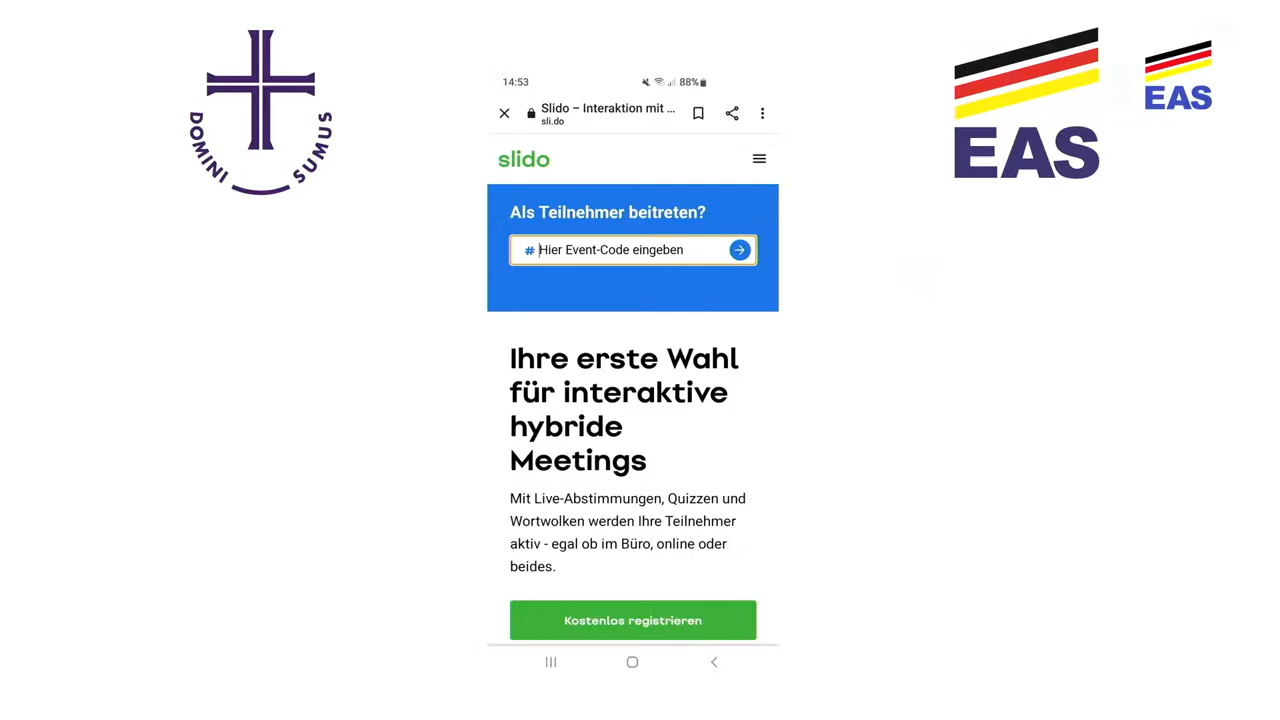 DOMINI SUMUS
14:53
88%
Slido – Interaktion mit ...
sli.do
slido
Als Teilnehmer beitreten?
# Hier Event-Code eingeben
Ihre erste Wahl
für interaktive
hybride
Meetings
Mit Live-Abstimmungen, Quizzen und
Wortwolken werden Ihre Teilnehmer
aktiv - egal ob im Büro, online oder
beides.
Kostenlos registrieren
EAS
EAS